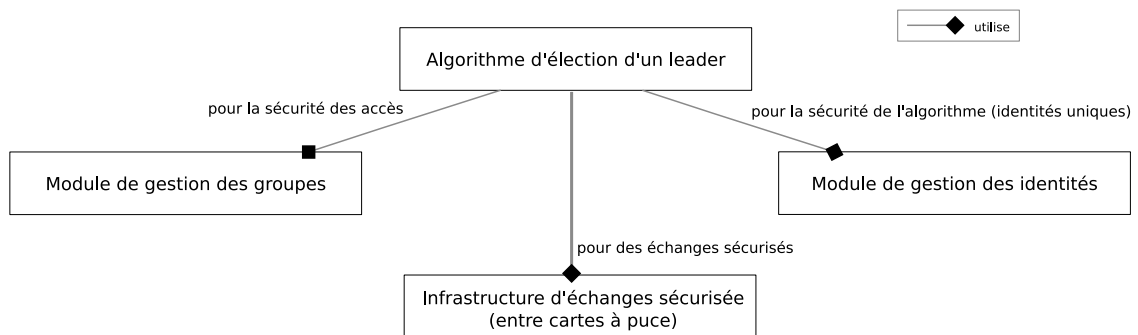 utilise
Algorithme d'élection d'un leader
pour la sécurité des accès
pour la sécurité de l'algorithme (identités uniques)
Module de gestion des groupes
Module de gestion des identités
pour des échanges sécurisés
Infrastructure d'échanges sécurisée
(entre cartes à puce)